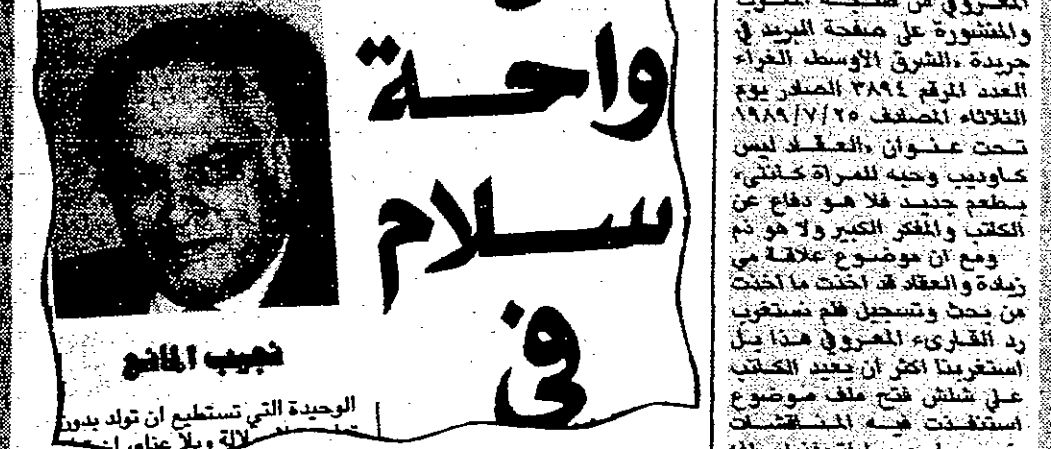 واحة
سلام
في
نجيب المانع
الوحيدة التي تستطيع ان تولد بدون
والمنشورة على صفحة البريد في
جريدة «الشرق الأوسط» الغراء
العدد المرقم ٣٨٩٤ الصادر يوم
الثلاثاء المصادف ١٩٨٩/٧/٢٥
تحت عنوان «العقاد ليس
كاوديب وحبه للمرأة كانثى»
بطعم جديد فلا هو دفاع عن
الكاتب والمفكر الكبير ولا هو ذم
ومع ان موضوع علاقة مي
زيادة والعقاد قد اخذت ما اخذت
من بحث وتسجيل فلم نستغرب
رد القارىء المعروفي هذا بل
استغربنا اكثر ان يعيد الكاتب
علي شلش فتح ملف موضوع
استنفذت فيه المناقشات